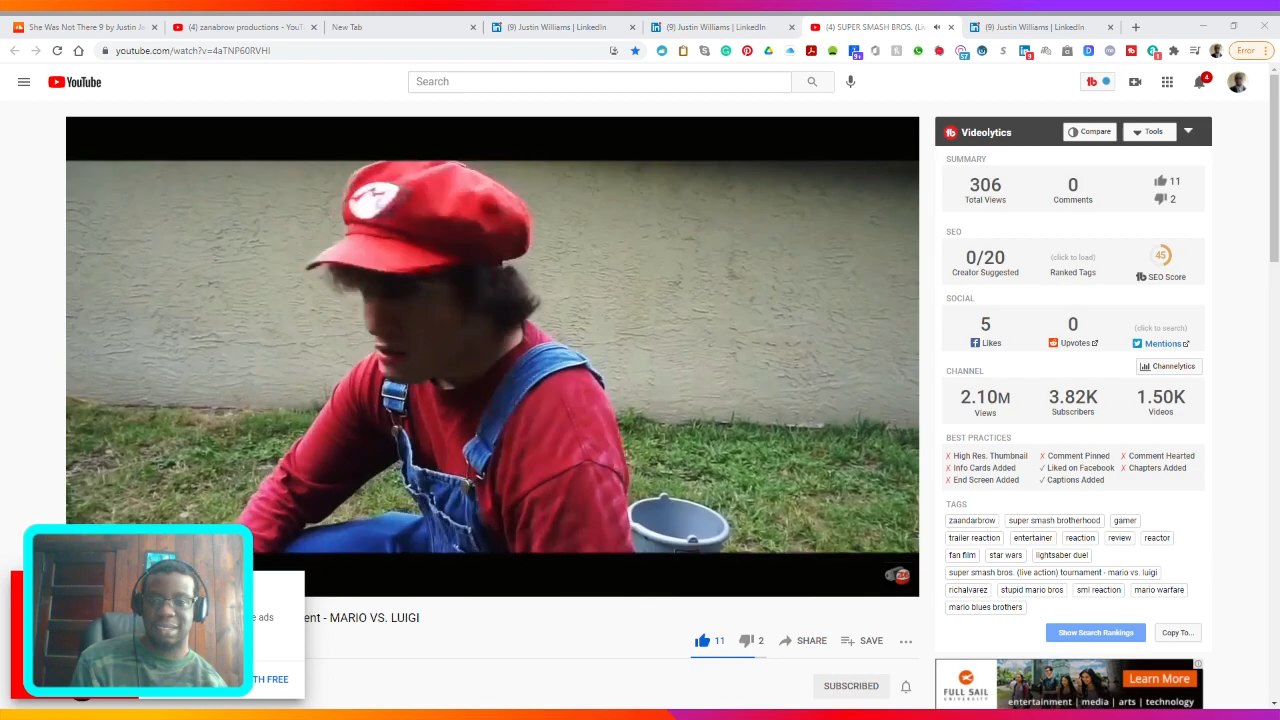 She Was Not There 9 by Justin J
(4) zanabrow productions - YouT
New Tab
(9) Justin Williams | LinkedIn
(9) Justin Williams | LinkedIn
(4) SUPER SMASH BROS. (L
(9) Justin Williams | LinkedIn
youtube.com/watch?v=4aTNP60RVHI
Error
YouTube
Search
4
Videolytics
Compare
Tools
SUMMARY
306
Total Views
0
Comments
11
2
SEO
0/20
Creator Suggested
(click to load)
Ranked Tags
45
SEO Score
SOCIAL
5
Likes
0
Upvotes
(click to search)
Mentions
Channelytics
CHANNEL
2.10M
Views
3.82K
Subscribers
1.50K
Videos
BEST PRACTICES
High Res. Thumbnail
Comment Pinned
Comment Hearted
Info Cards Added
Liked on Facebook
Chapters Added
End Screen Added
Captions Added
TAGS
zaandarbrow
super smash brotherhood
gamer
trailer reaction
entertainer
reaction
review
reactor
fan film
star wars
lightsaber duel
super smash bros. (live action) tournament - mario vs. luigi
richalvarez
stupid mario bros
sml reaction
mario warfare
mario blues brothers
Show Search Rankings
Copy To...
e ads
ent - MARIO VS. LUIGI
11
2
SHARE
SAVE
TH FREE
SUBSCRIBED
FULL SAIL
UNIVERSITY
Learn More
entertainment | media | arts | technology